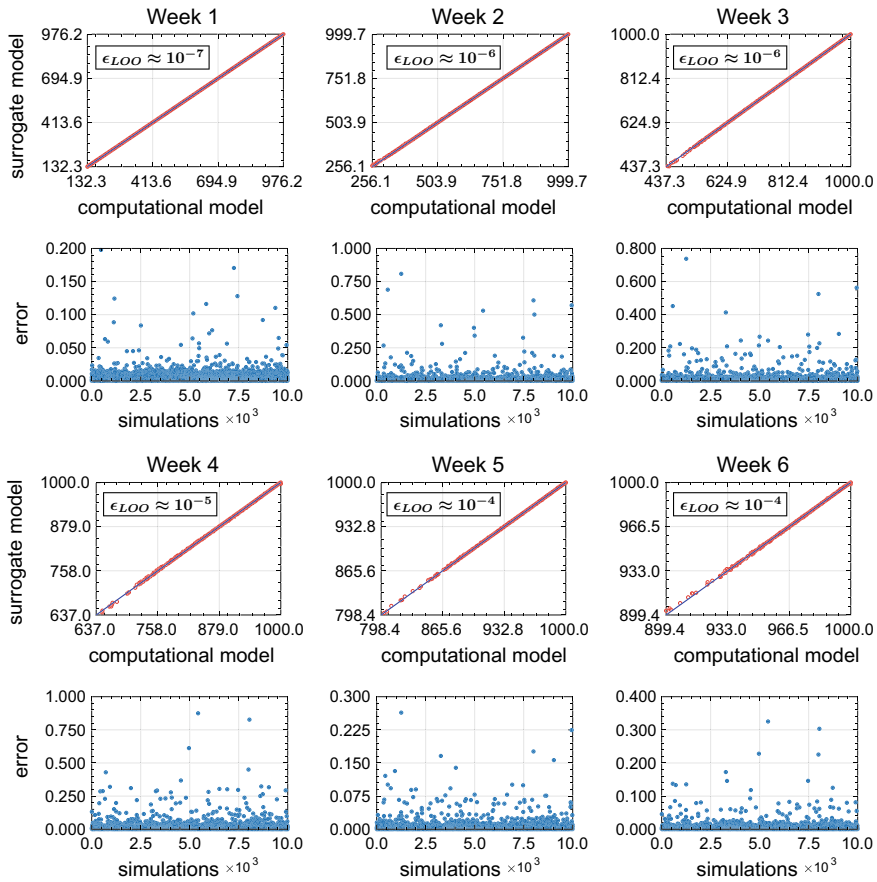 Week 1 Week 2 Week 3
976.2 999.7 1000.0
ϵLOO ≈ 10−7 ϵLOO ≈ 10−6 ϵLOO ≈ 10−6
694.9 751.8 812.4
surrogate model
413.6 503.9 624.9
132.3 256.1 437.3
132.3 413.6 694.9 976.2 256.1 503.9 751.8 999.7 437.3 624.9 812.4 1000.0
computational model computational model computational model
0.200 1.000 0.800
0.150 0.750 0.600
error
0.100 0.500 0.400
0.050 0.250 0.200
0.000 0.000 0.000
0.0 2.5 5.0 7.5 10.0 0.0 2.5 5.0 7.5 10.0 0.0 2.5 5.0 7.5 10.0
simulations ×10³ simulations ×10³ simulations ×10³
Week 4 Week 5 Week 6
1000.0 1000.0 1000.0
ϵLOO ≈ 10−5 ϵLOO ≈ 10−4 ϵLOO ≈ 10−4
879.0 932.8 966.5
surrogate model
758.0 865.6 933.0
637.0 798.4 899.4
637.0 758.0 879.0 1000.0 798.4 865.6 932.8 1000.0 899.4 933.0 966.5 1000.0
computational model computational model computational model
1.000 0.300 0.400
0.750 0.225 0.300
error
0.500 0.150 0.200
0.250 0.075 0.100
0.000 0.000 0.000
0.0 2.5 5.0 7.5 10.0 0.0 2.5 5.0 7.5 10.0 0.0 2.5 5.0 7.5 10.0
simulations ×10³ simulations ×10³ simulations ×10³